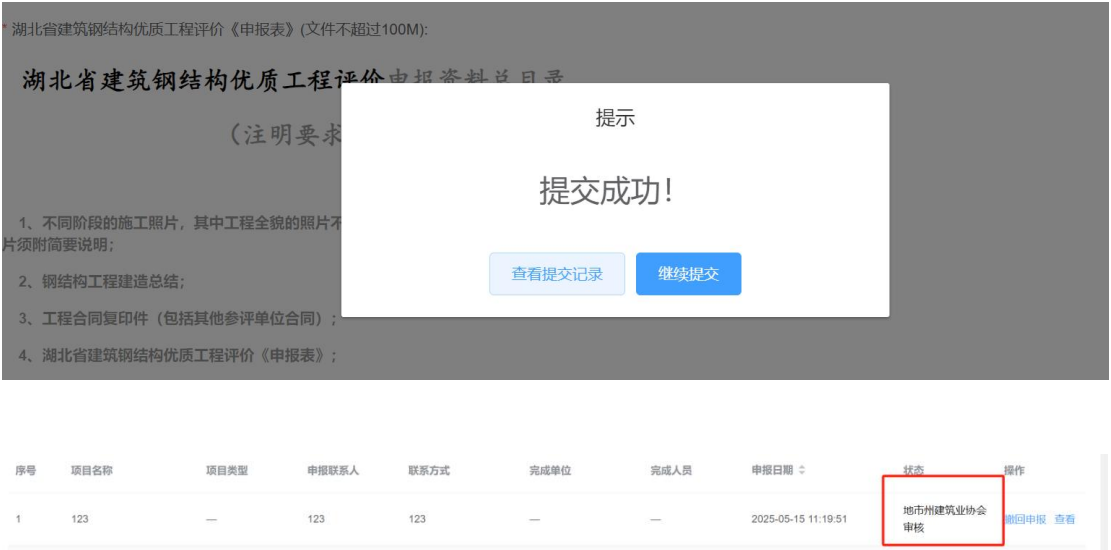 * 湖北省建筑钢结构优质工程评价《申报表》(文件不超过100M):
湖北省建筑钢结构优质工程评价申报资料总目录
（注明要求
提示
提交成功！
查看提交记录 继续提交
1、不同阶段的施工照片，其中工程全貌的照片不
片须附简要说明；
2、钢结构工程建造总结；
3、工程合同复印件（包括其他参评单位合同）；
4、湖北省建筑钢结构优质工程评价《申报表》；
序号 项目名称 项目类型 申报联系人 联系方式 完成单位 完成人员 申报日期 状态 操作
1 123 — 123 123 — — 2025-05-15 11:19:51 地市州建筑业协会 撤回申报 查看
审核